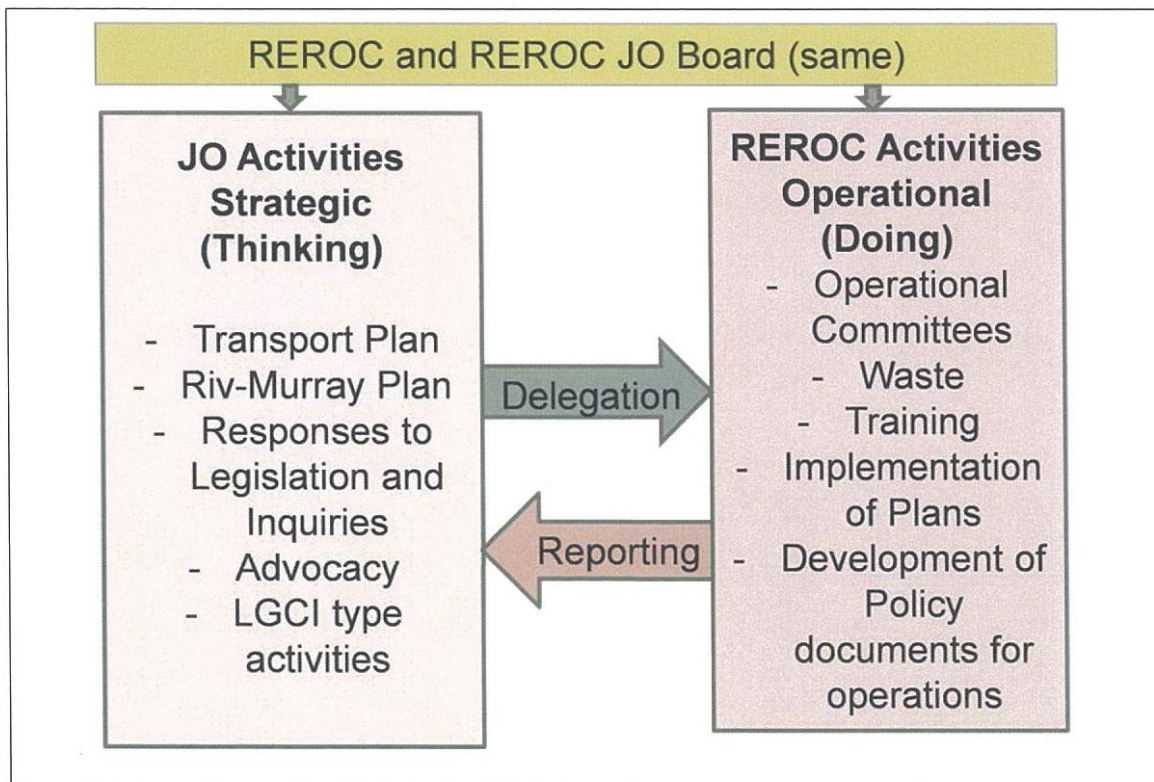 REROC and REROC JO Board (same)
JO Activities
Strategic
(Thinking)
- Transport Plan
- Riv-Murray Plan
- Responses to
Legislation and
Inquiries
- Advocacy
- LGCI type
activities
Delegation
Reporting
REROC Activities
Operational
(Doing)
- Operational
Committees
- Waste
- Training
- Implementation
of Plans
- Development of
Policy
documents for
operations